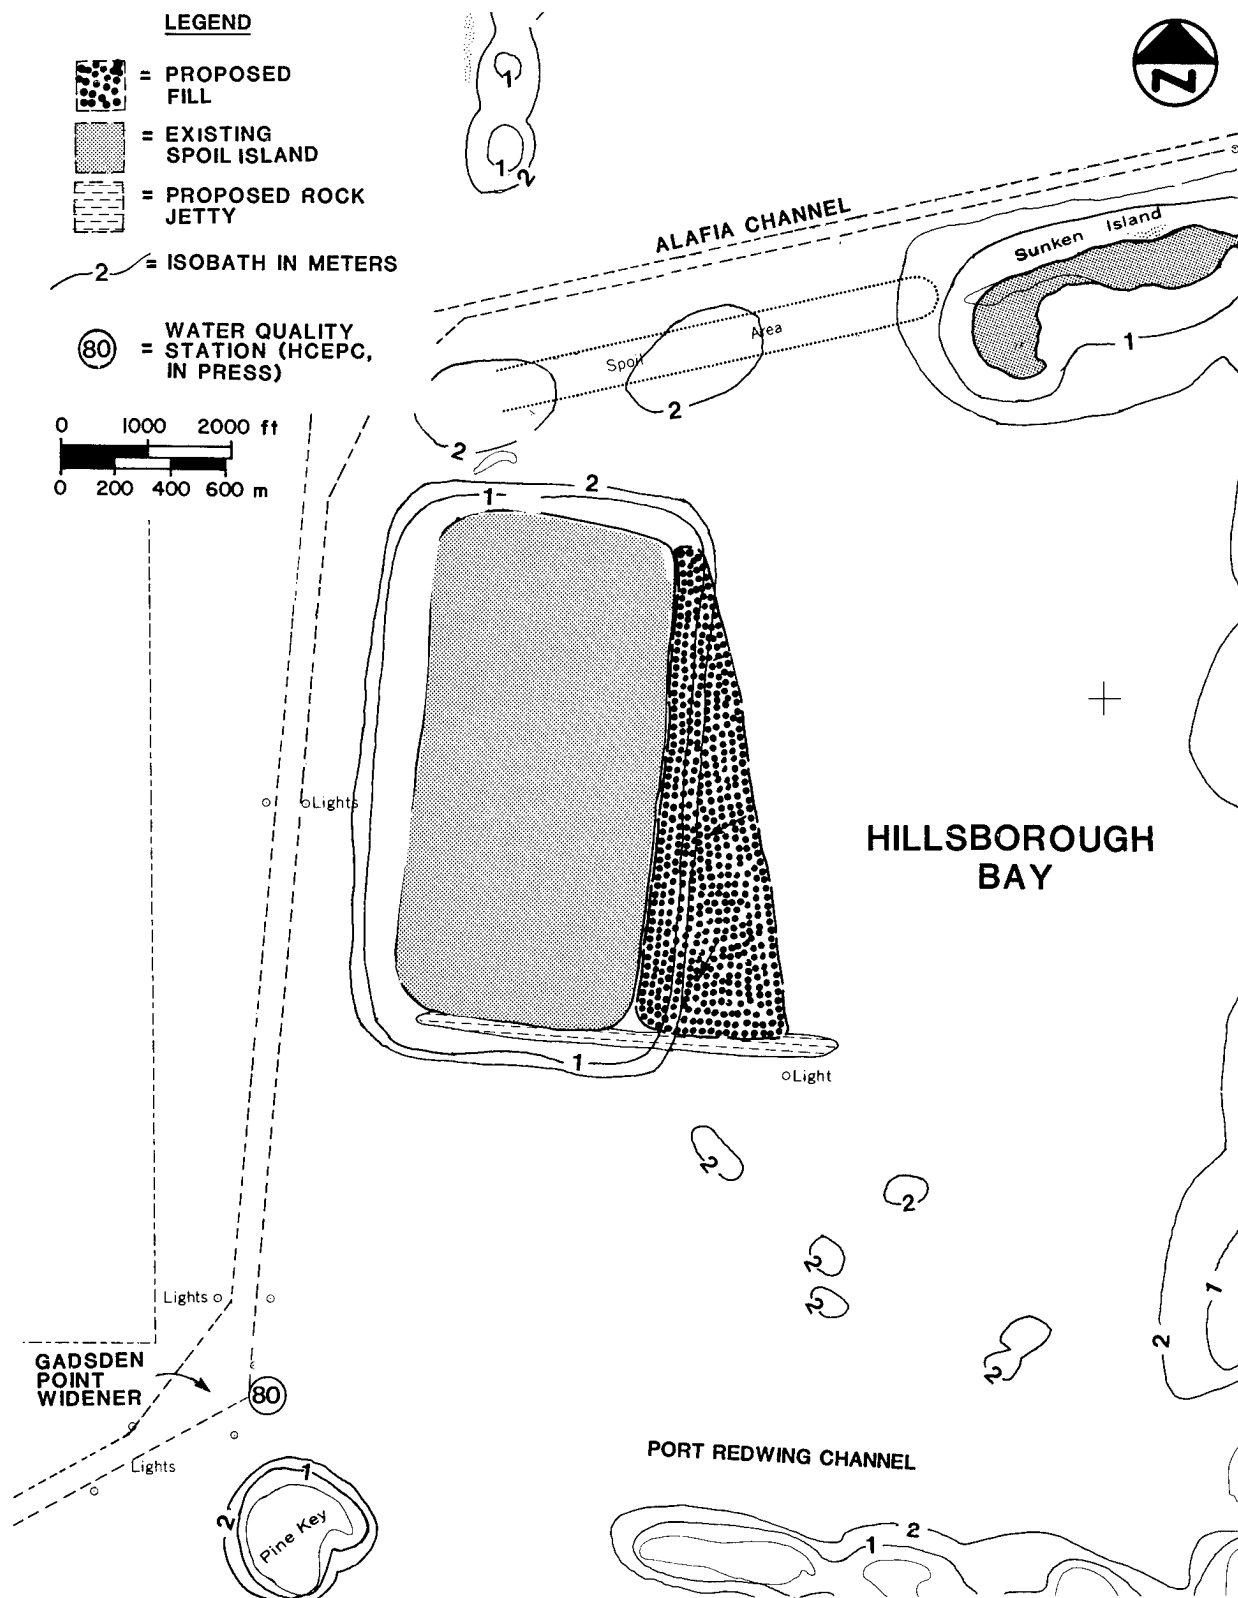 LEGEND
= PROPOSED
FILL
= EXISTING
SPOIL ISLAND
= PROPOSED ROCK
JETTY
2 = ISOBATH IN METERS
80 = WATER QUALITY
STATION (HCEPC,
IN PRESS)
0 1000 2000 ft
0 200 400 600 m
N
1
1
2
ALAFIA CHANNEL
Sunken Island
1
Spoil Area
2
2
1
2
Lights
HILLSBOROUGH
BAY
1
Light
2
2
2
2
2
1
2
Lights
GADSDEN
POINT
WIDENER
80
Lights
PORT REDWING CHANNEL
1
2
Pine Key
2
1